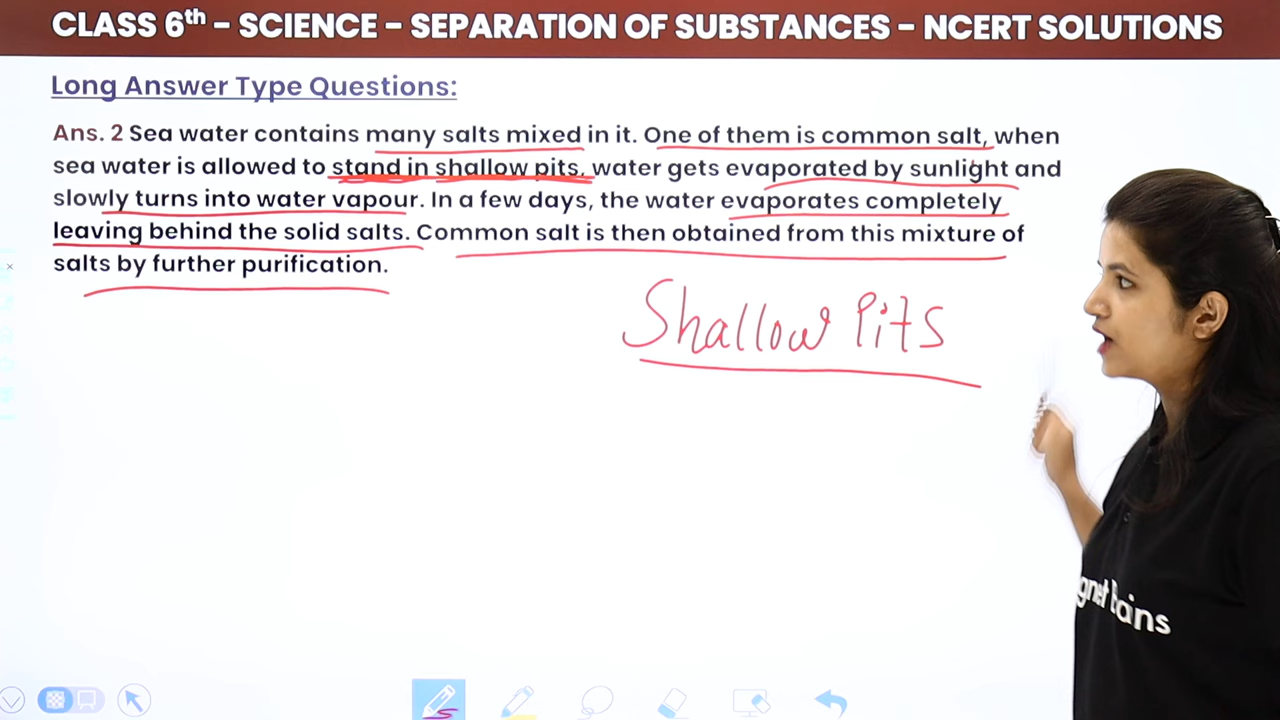 CLASS 6th – SCIENCE – SEPARATION OF SUBSTANCES – NCERT SOLUTIONS
Long Answer Type Questions:
Ans. 2 Sea water contains many salts mixed in it. One of them is common salt, when
sea water is allowed to stand in shallow pits, water gets evaporated by sunlight and
slowly turns into water vapour. In a few days, the water evaporates completely
leaving behind the solid salts. Common salt is then obtained from this mixture of
salts by further purification.
Shallow Pits
gnet Brains